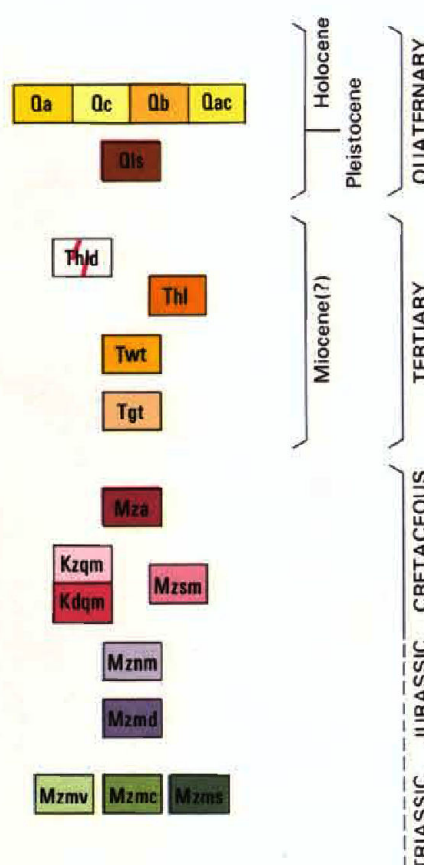 Qa Qc Qb Qac
Qls
Thld
Thl
Twt
Tgt
Mza
Kzqm
Kdqm
Mzsm
Mznm
Mzmd
Mzmv Mzmc Mzms
Holocene
Pleistocene
Miocene(?)
QUATERNARY
TERTIARY
CRETACEOUS
JURASSIC
TRIASSIC